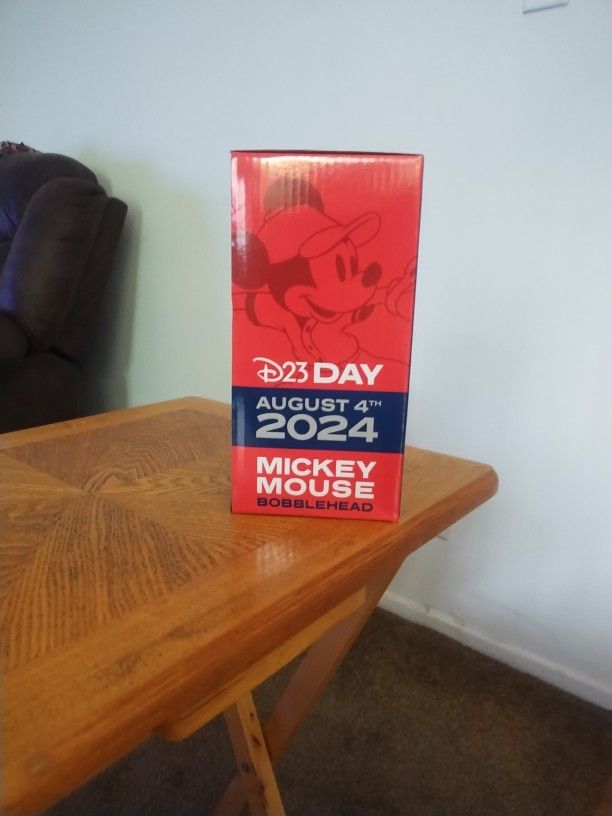 D23 DAY
AUGUST 4TH
2024
MICKEY
MOUSE
BOBBLEHEAD